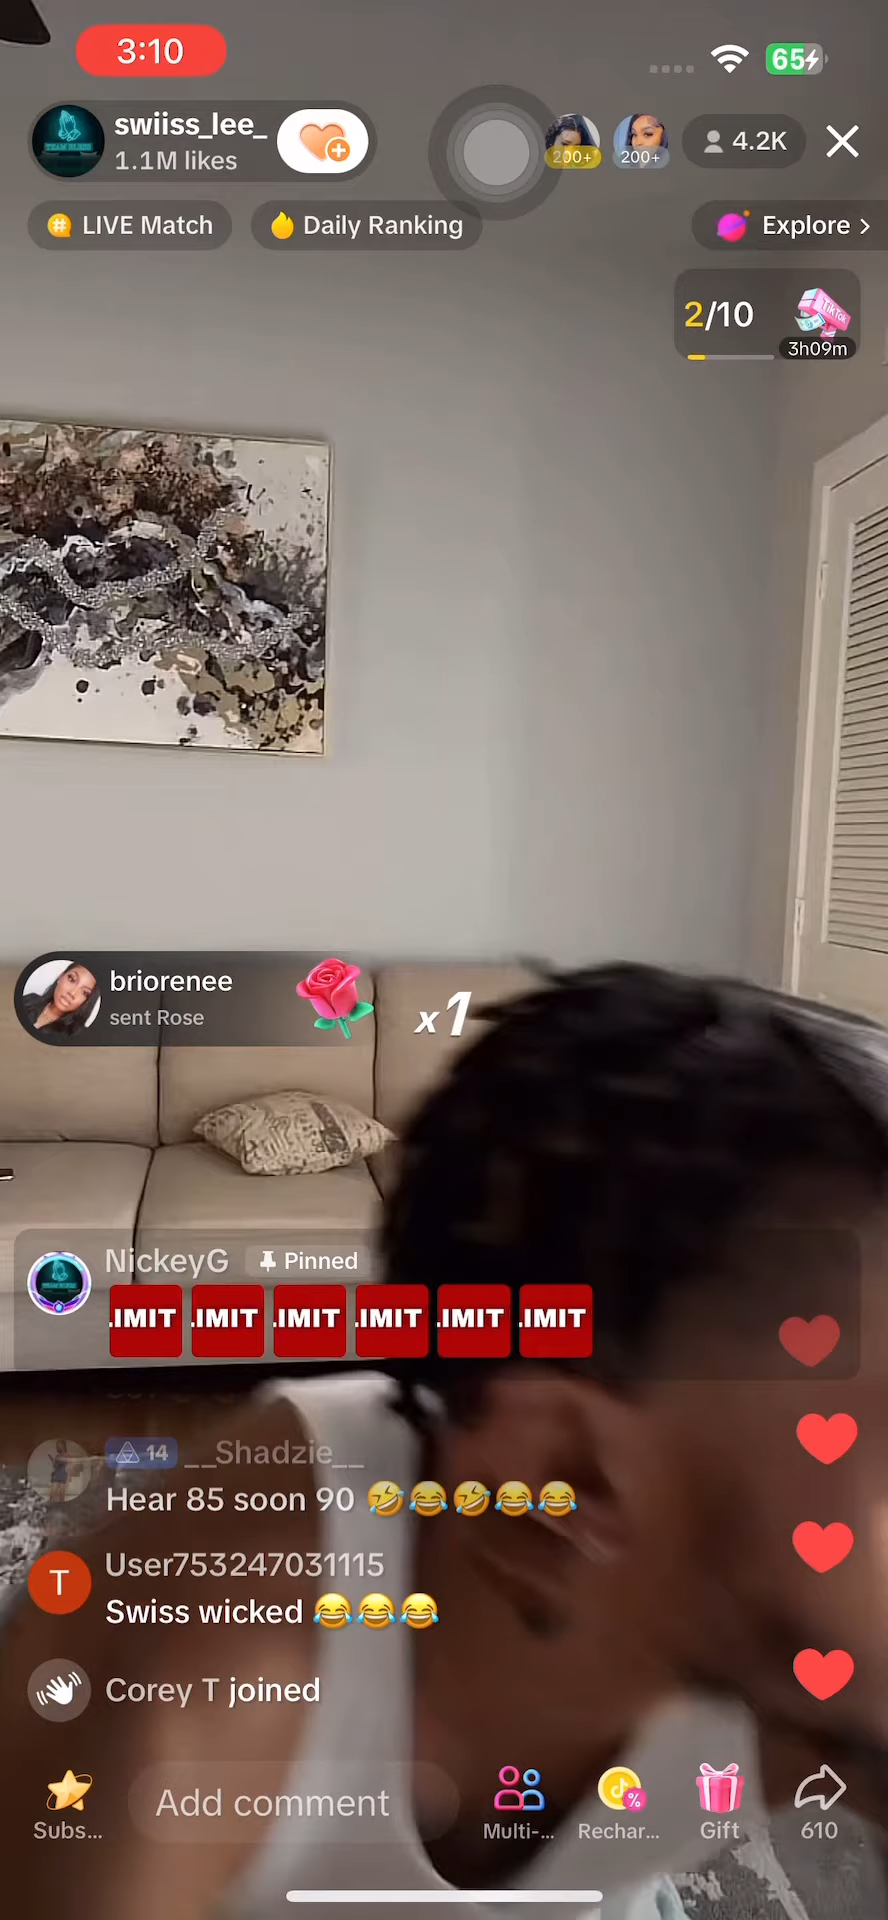 3:10
65
swiiss_lee_
1.1M likes
200+
200+
4.2K
LIVE Match
Daily Ranking
Explore >
2/10
TikTok
3h09m
briorenee
sent Rose
x1
NickeyG
Pinned
.IMIT .IMIT .IMIT .IMIT .IMIT .IMIT
14 __Shadzie__
Hear 85 soon 90 🤣😂🤣😂😂
T
User753247031115
Swiss wicked 😂😂😂
Corey T joined
Add comment
Subs...
Multi-...
Rechar...
Gift
610